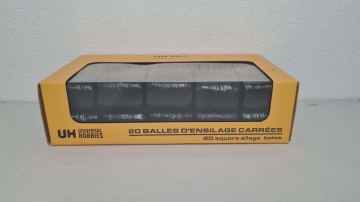 UH UNIVERSAL
HOBBIES
20 BALLES D'ENSILAGE CARRÉES
20 square silage bales